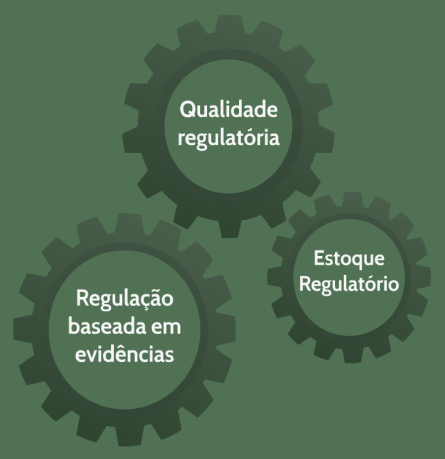 Qualidade
regulatória
Estoque
Regulatório
Regulação
baseada em
evidências